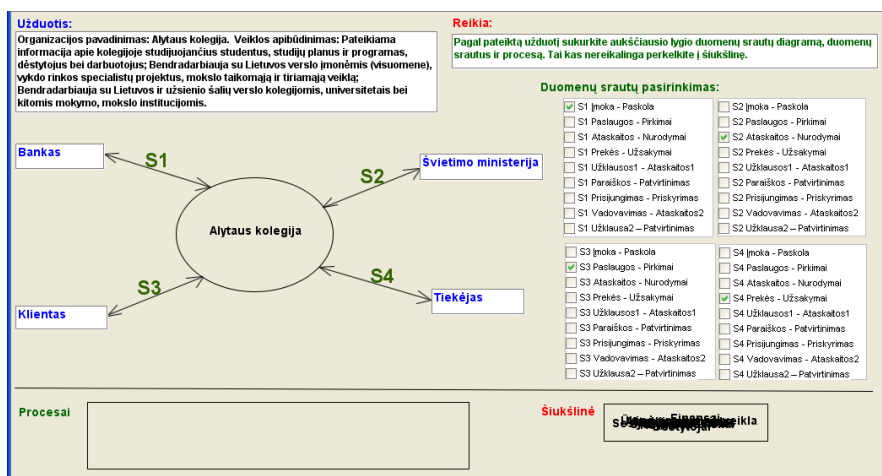 Užduotis:
Organizacijos pavadinimas: Alytaus kolegija. Veiklos apibūdinimas: Pateikiama
informacija apie kolegijoje studijuojančius studentus, studijų planus ir programas,
dėstytojus bei darbuotojus; Bendradarbiauja su Lietuvos verslo įmonėmis (visuomene),
vykdo rinkos specialistų projektus, mokslo taikomąją ir tiriamąją veiklą;
Bendradarbiauja su Lietuvos ir užsienio šalių verslo kolegijomis, universitetais bei
kitomis mokymo, mokslo institucijomis.
Reikia:
Pagal pateiktą užduotį sukurkite aukščiausio lygio duomenų srautų diagramą, duomenų
srautus ir procesą. Tai kas nereikalinga perkelkite į šiukšlinę.
Duomenų srautų pasirinkimas:
S1 Įmoka - Paskola
S1 Paslaugos - Pirkimai
S1 Ataskaitos - Nurodymai
S1 Prekės - Užsakymai
S1 Užklausos1 - Ataskaitos1
S1 Paraiškos - Patvirtinimas
S1 Prisijungimas - Priskyrimas
S1 Vadovavimas - Ataskaitos2
S1 Užklausa2 – Patvirtinimas
S2 Įmoka - Paskola
S2 Paslaugos - Pirkimai
S2 Ataskaitos - Nurodymai
S2 Prekės - Užsakymai
S2 Užklausos1 - Ataskaitos1
S2 Paraiškos - Patvirtinimas
S2 Prisijungimas - Priskyrimas
S2 Vadovavimas - Ataskaitos2
S2 Užklausa2 – Patvirtinimas
S3 Įmoka - Paskola
S3 Paslaugos - Pirkimai
S3 Ataskaitos - Nurodymai
S3 Prekės - Užsakymai
S3 Užklausos1 - Ataskaitos1
S3 Paraiškos - Patvirtinimas
S3 Prisijungimas - Priskyrimas
S3 Vadovavimas - Ataskaitos2
S3 Užklausa2 – Patvirtinimas
S4 Įmoka - Paskola
S4 Paslaugos - Pirkimai
S4 Ataskaitos - Nurodymai
S4 Prekės - Užsakymai
S4 Užklausos1 - Ataskaitos1
S4 Paraiškos - Patvirtinimas
S4 Prisijungimas - Priskyrimas
S4 Vadovavimas - Ataskaitos2
S4 Užklausa2 – Patvirtinimas
Bankas
S1
S2
Švietimo ministerija
Alytaus kolegija
S3
S4
Klientas
Tiekėjas
Procesai
Šiukšlinė
Finansai
Dėstytojai